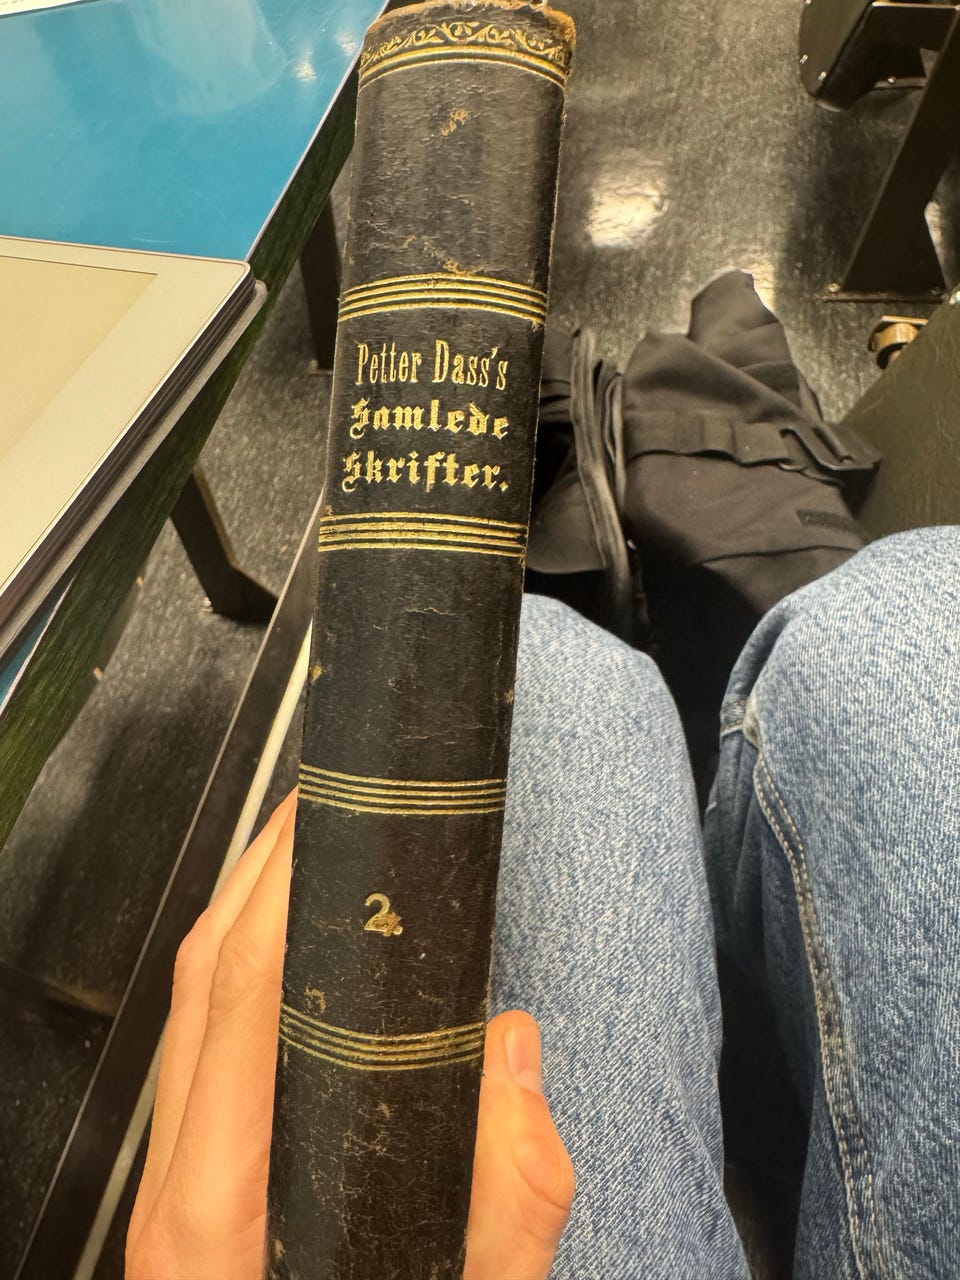 Petter Dass's
Samlede
Skrifter.
2.